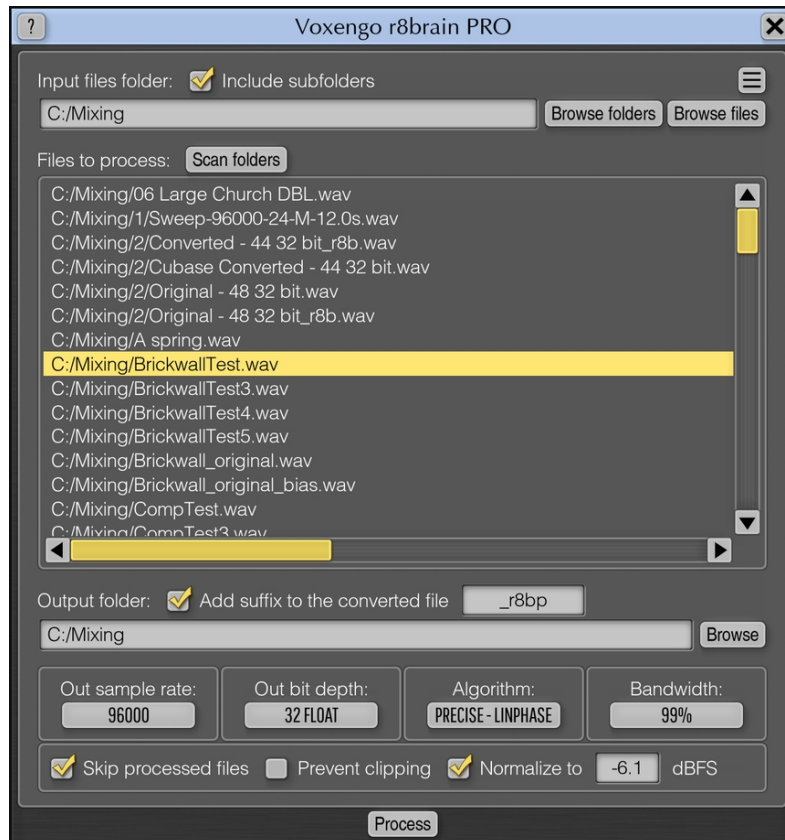 ? Voxengo r8brain PRO
Input files folder: Include subfolders
C:/Mixing Browse folders Browse files
Files to process: Scan folders
C:/Mixing/06 Large Church DBL.wav
C:/Mixing/1/Sweep-96000-24-M-12.0s.wav
C:/Mixing/2/Converted - 44 32 bit_r8b.wav
C:/Mixing/2/Cubase Converted - 44 32 bit.wav
C:/Mixing/2/Original - 48 32 bit.wav
C:/Mixing/2/Original - 48 32 bit_r8b.wav
C:/Mixing/A spring.wav
C:/Mixing/BrickwallTest.wav
C:/Mixing/BrickwallTest3.wav
C:/Mixing/BrickwallTest4.wav
C:/Mixing/BrickwallTest5.wav
C:/Mixing/Brickwall_original.wav
C:/Mixing/Brickwall_original_bias.wav
C:/Mixing/CompTest.wav
C:/Mixing/CompTest3.wav
Output folder: Add suffix to the converted file _r8bp
C:/Mixing Browse
Out sample rate: Out bit depth: Algorithm: Bandwidth:
96000 32 FLOAT PRECISE - LINPHASE 99%
Skip processed files Prevent clipping Normalize to -6.1 dBFS
Process